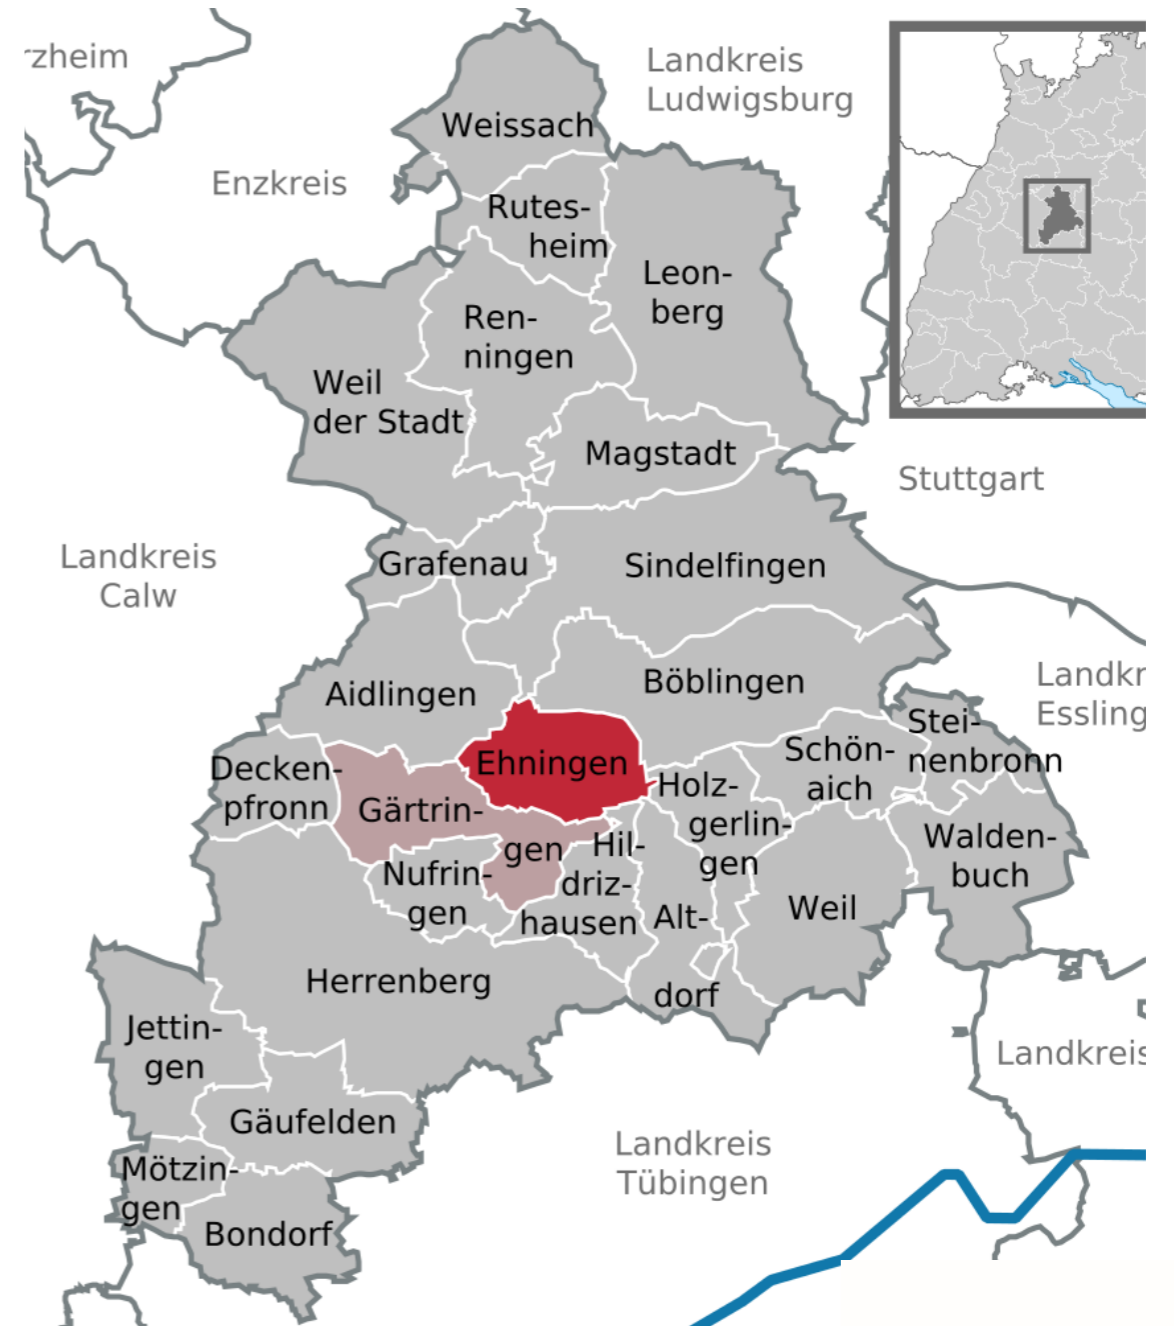 rzheim
Landkreis
Ludwigsburg
Weissach
Enzkreis
Rutes-
heim
Leon-
berg
Ren-
ningen
Weil
der Stadt
Magstadt
Stuttgart
Landkreis
Calw
Grafenau
Sindelfingen
Aidlingen
Böblingen
Landkr
Essling
Stei-
nenbronn
Schön-
aich
Ehningen
Decken-
pfronn
Holz-
gerlin-
gen
Gärtrin-
gen
Hil-
driz-
hausen
Walden-
buch
Nufrin-
gen
Alt-
dorf
Weil
Herrenberg
Jettin-
gen
Landkreis
Gäufelden
Landkreis
Tübingen
Mötzin-
gen
Bondorf